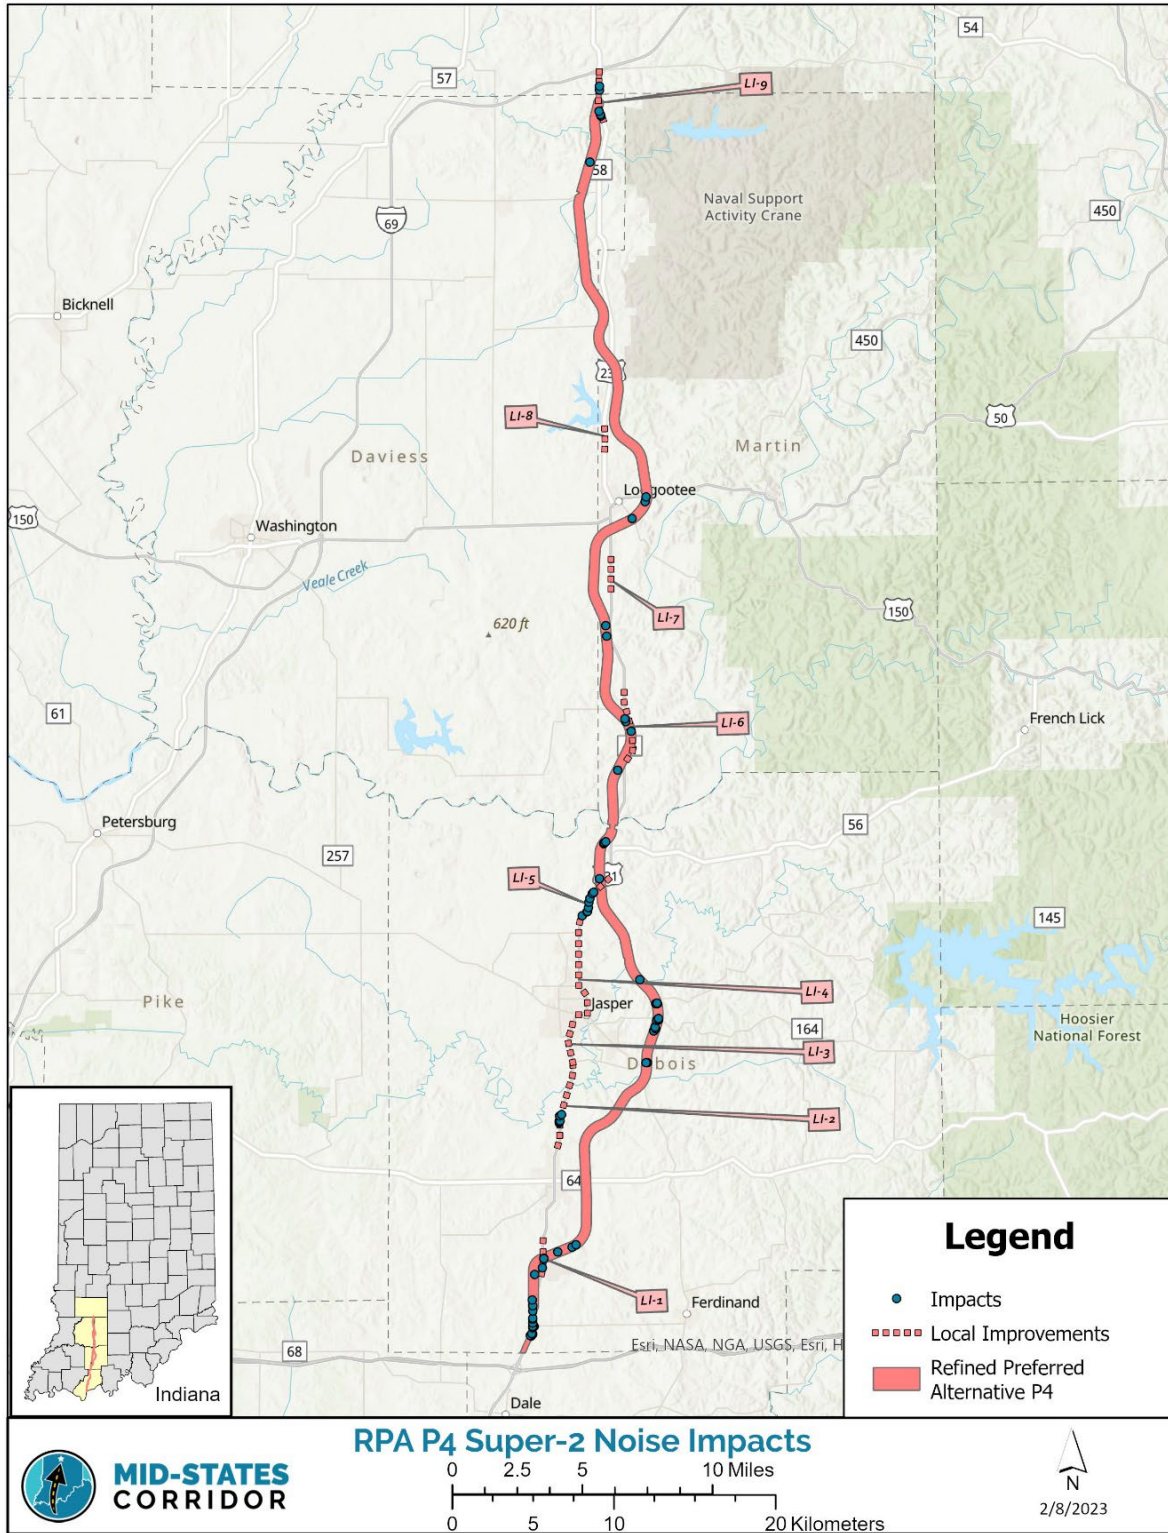 54
57
LI-9
58
Naval Support
Activity Crane
450
69
Bicknell
450
23
LI-8
50
Daviess
Martin
150
Washington
Veale Creek
LI-7
150
620 ft
61
LI-6
French Lick
Petersburg
56
257
LI-5
145
LI-4
Pike
Jasper
Hoosier
National Forest
164
LI-3
LI-2
64
LI-1
Ferdinand
68
Esri, NASA, NGA, USGS, Esri, H
Dale
Indiana
Legend
Impacts
Local Improvements
Refined Preferred
Alternative P4
RPA P4 Super-2 Noise Impacts
MID-STATES
CORRIDOR
0 2.5 5 10 Miles
0 5 10 20 Kilometers
N
2/8/2023